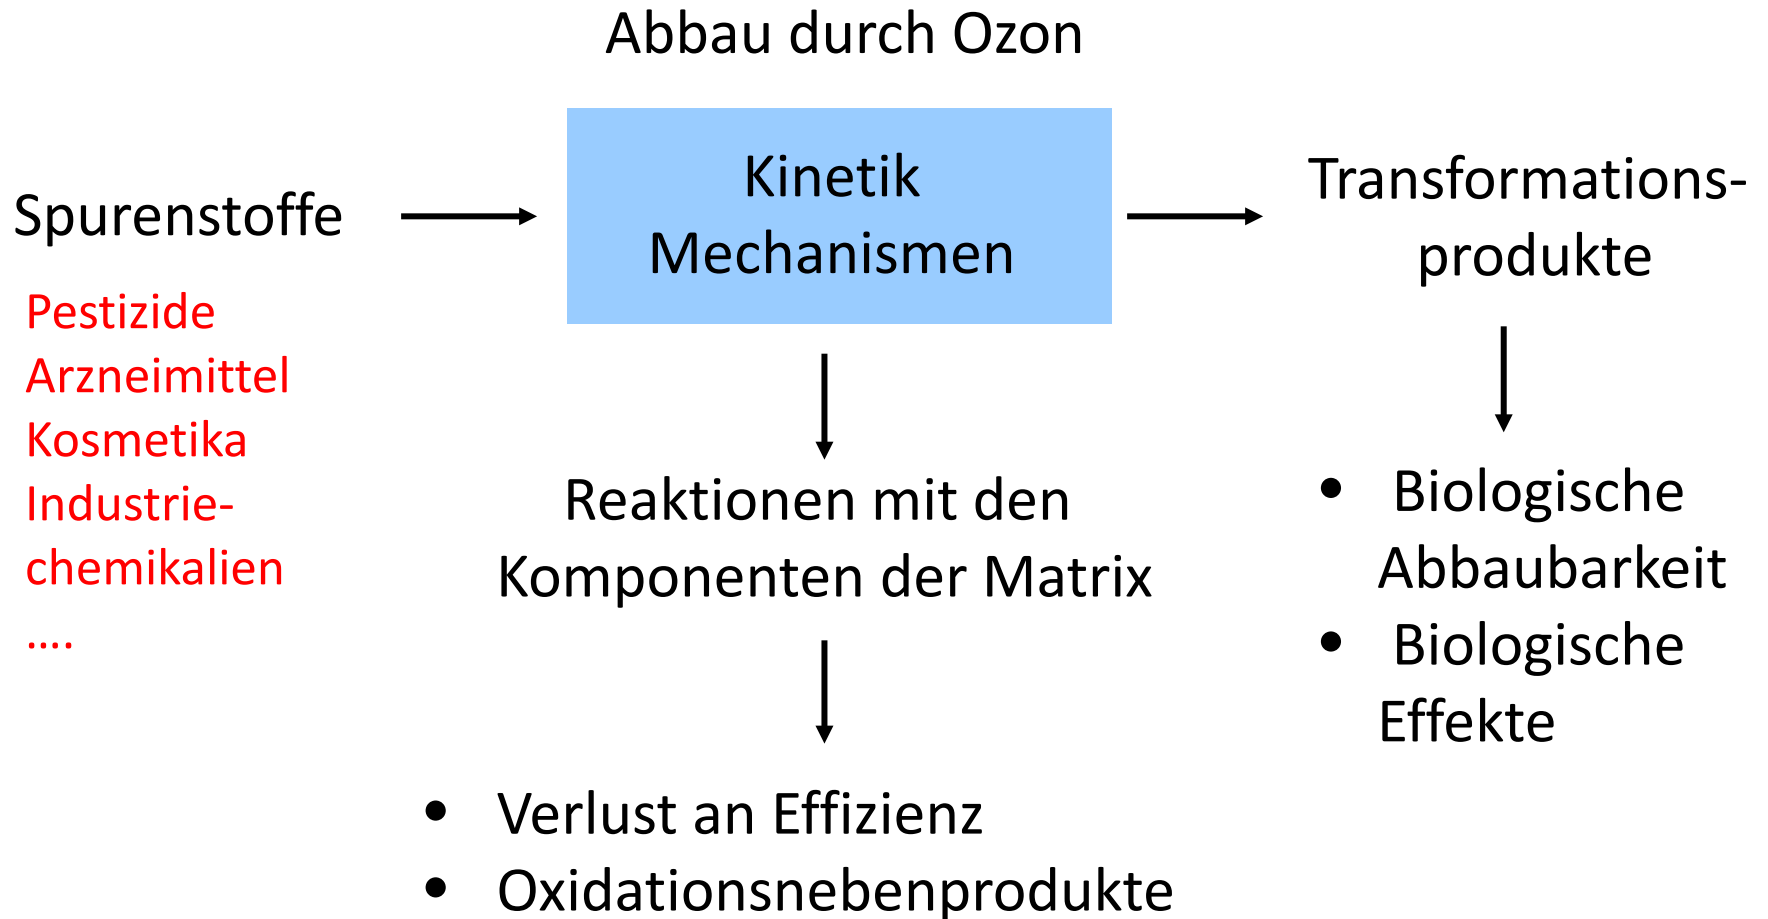 Abbau durch Ozon
Spurenstoffe
Pestizide
Arzneimittel
Kosmetika
Industrie-
chemikalien
....
Kinetik
Mechanismen
Reaktionen mit den
Komponenten der Matrix
• Verlust an Effizienz
• Oxidationsnebenprodukte
Transformations-
produkte
• Biologische
Abbaubarkeit
• Biologische
Effekte